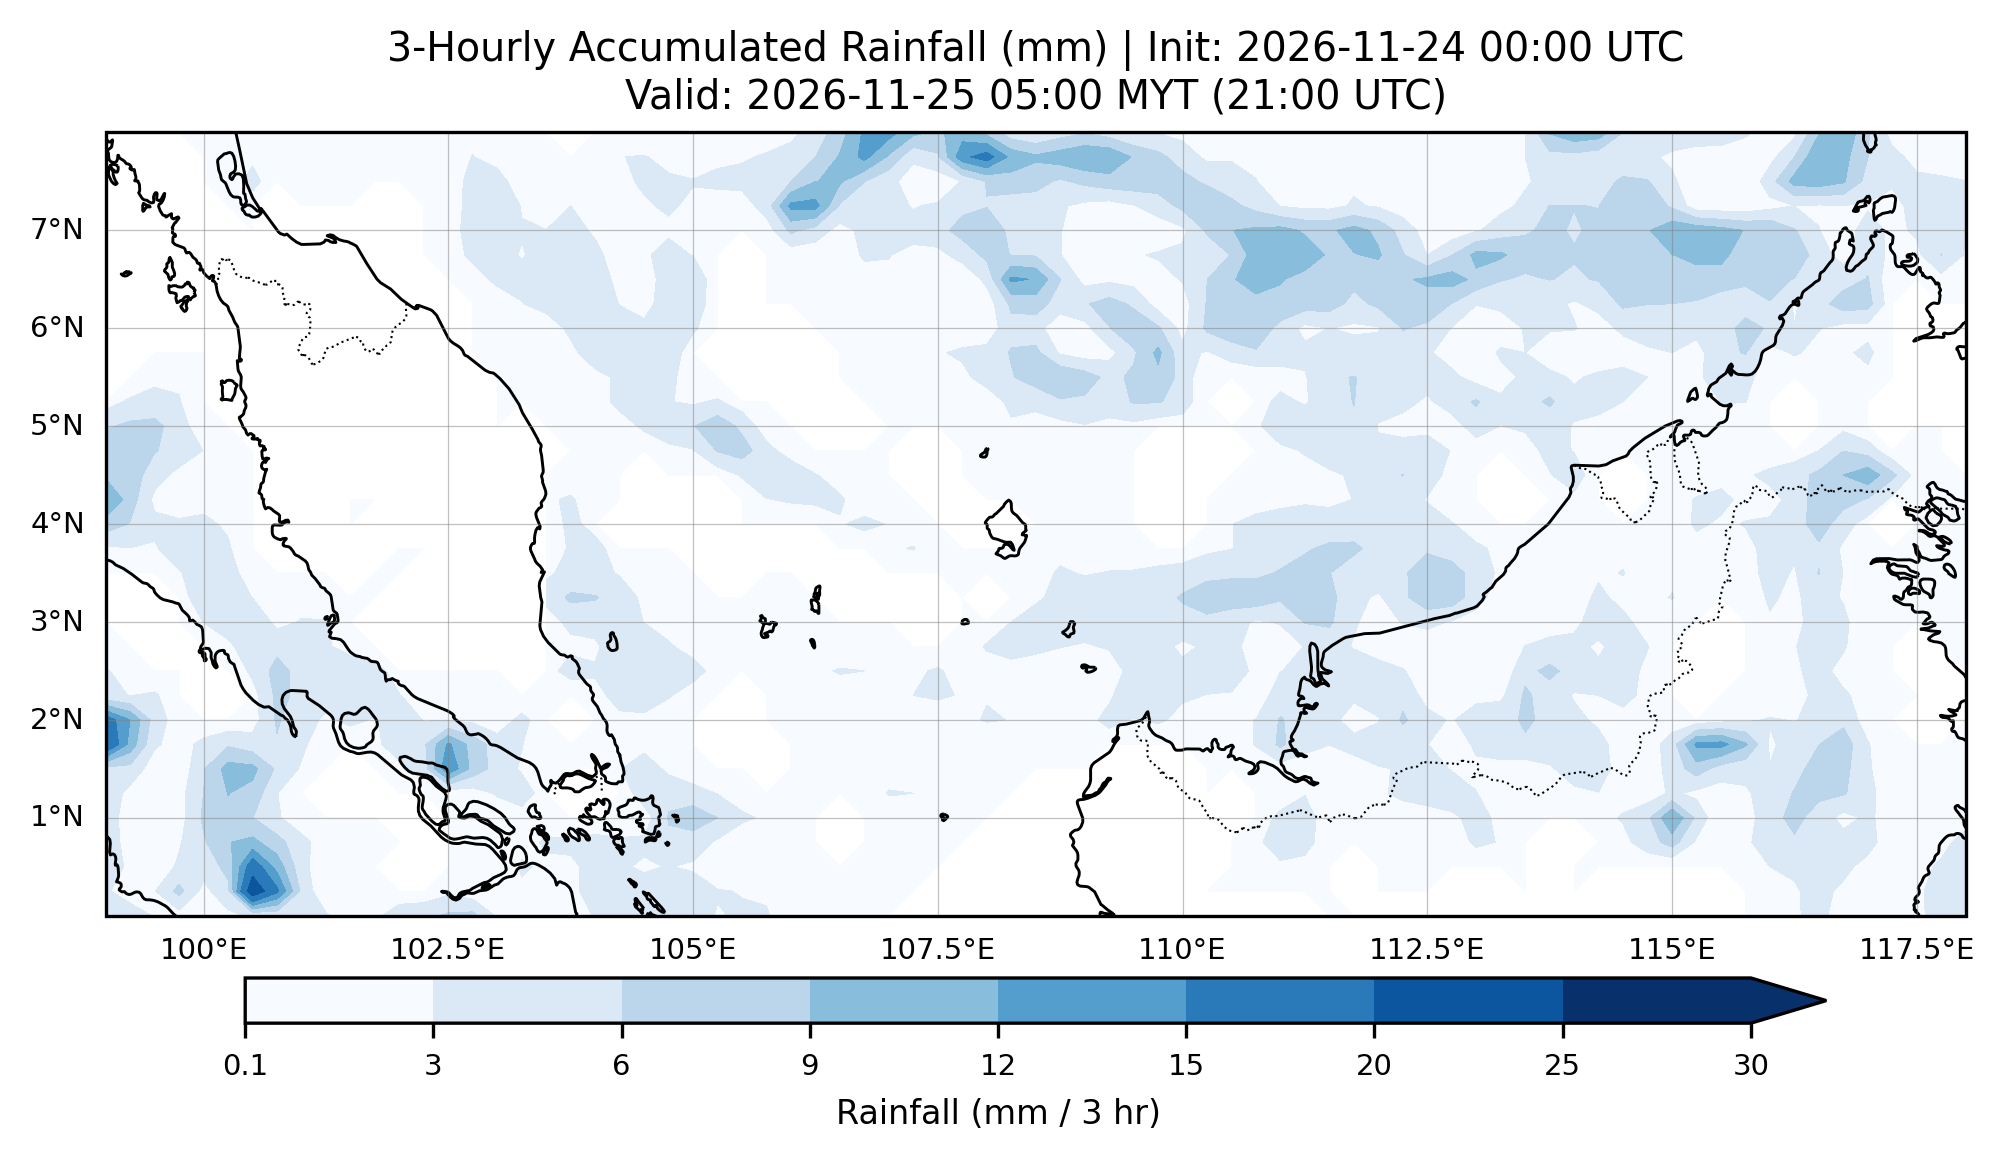 3-Hourly Accumulated Rainfall (mm) | Init: 2026-11-24 00:00 UTC
Valid: 2026-11-25 05:00 MYT (21:00 UTC)
7°N
6°N
5°N
4°N
3°N
2°N
1°N
100°E 102.5°E 105°E 107.5°E 110°E 112.5°E 115°E 117.5°E
0.1 3 6 9 12 15 20 25 30
Rainfall (mm / 3 hr)